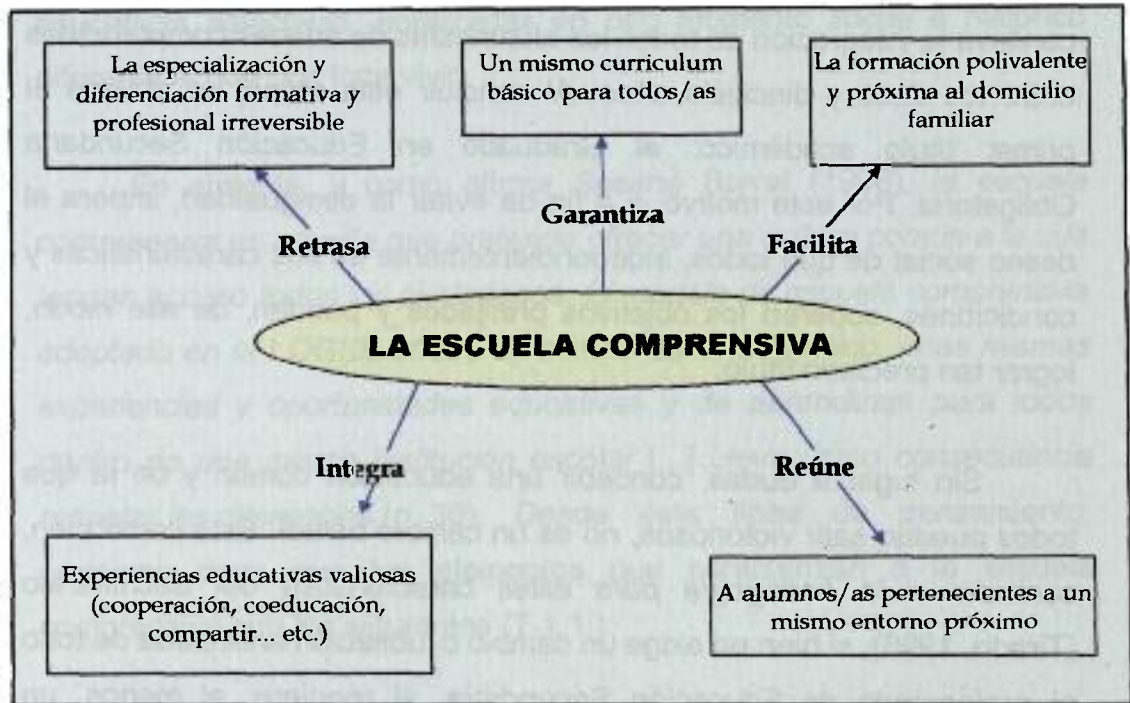 La especialización y
diferenciación formativa y
profesional irreversible
Un mismo curriculum
básico para todos/as
La formación polivalente
y próxima al domicilio
familiar
Retrasa
Garantiza
Facilita
LA ESCUELA COMPRENSIVA
Integra
Reúne
Experiencias educativas valiosas
(cooperación, coeducación,
compartir... etc.)
A alumnos/as pertenecientes a un
mismo entorno próximo